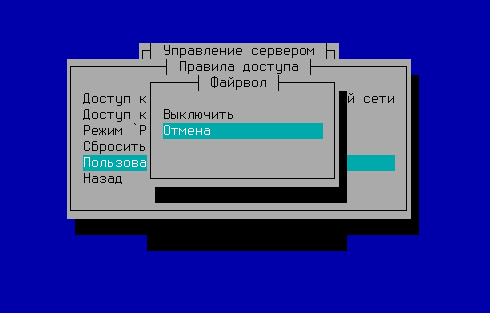 Управление сервером
Правила доступа
Файрвол
Доступ к й сети
Выключить
Доступ к
Отмена
Режим `Р
Сбросить
Пользова
Назад